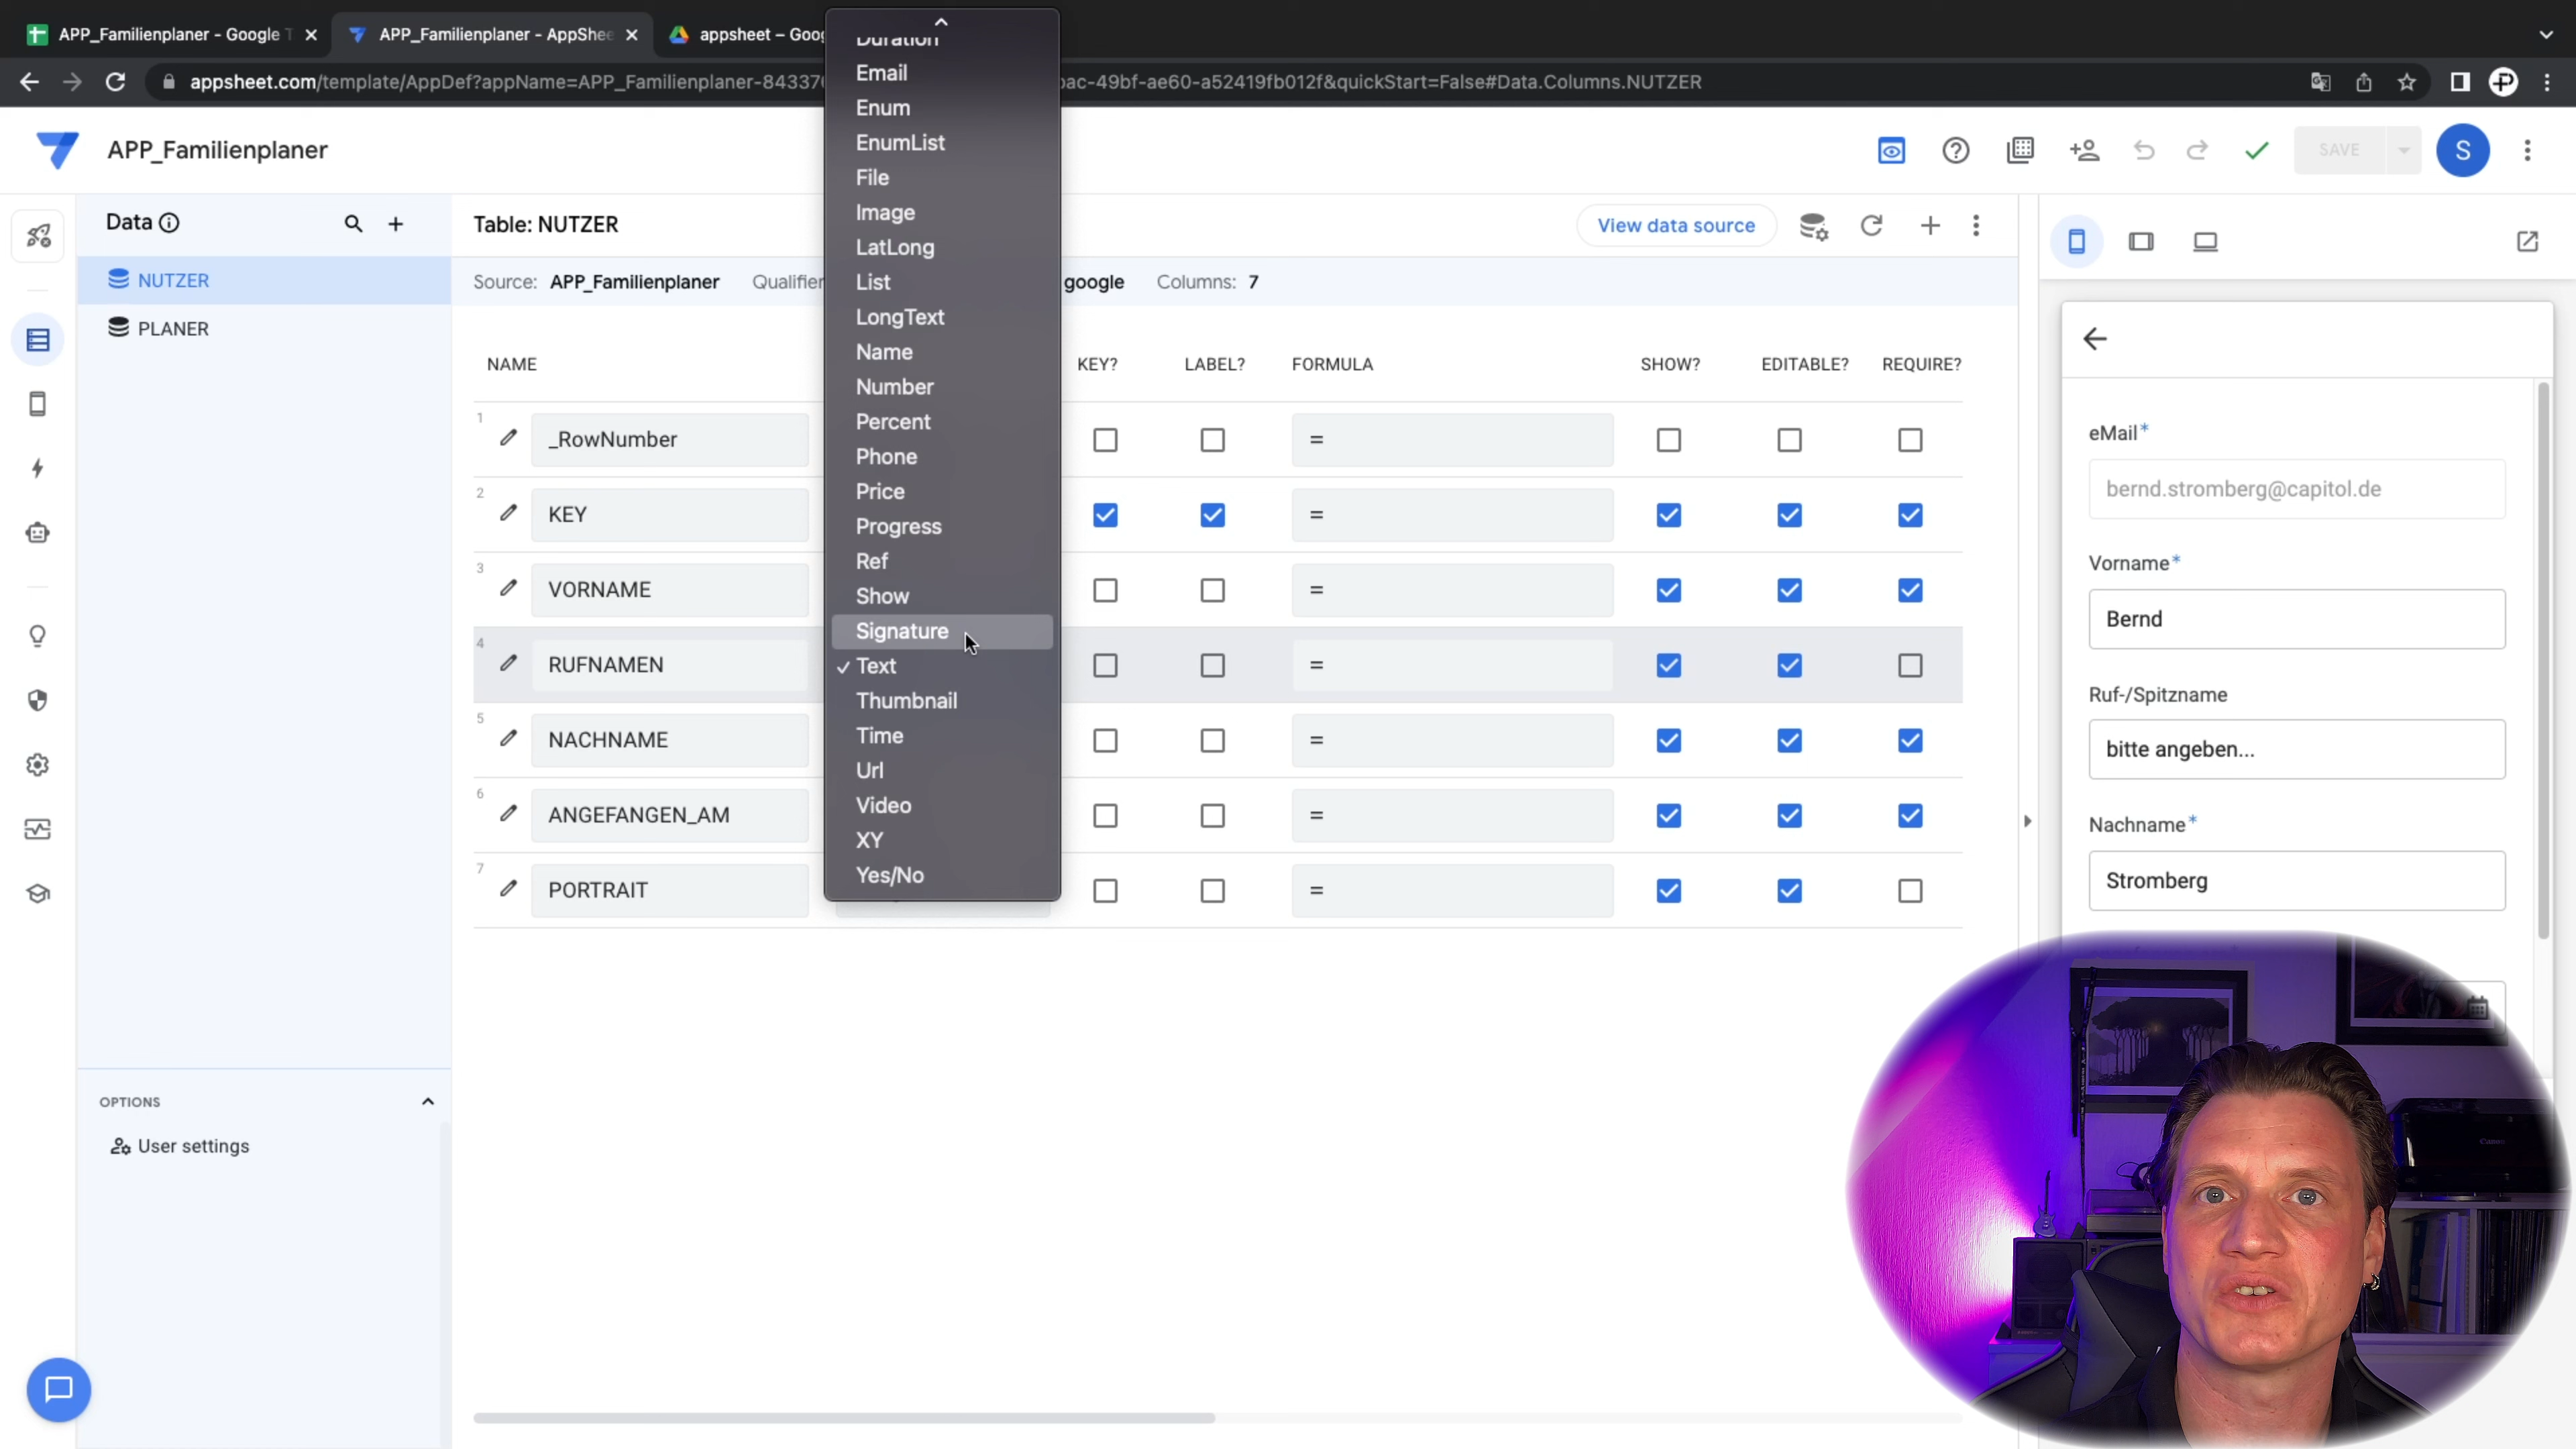 APP_Familienplaner - Google T
APP_Familienplaner - AppShee
appsheet – Goog
appsheet.com/template/AppDef?appName=APP_Familienplaner-84337
ac-49bf-ae60-a52419fb012f&quickStart=False#Data.Columns.NUTZER
APP_Familienplaner
SAVE
S
Data
NUTZER
PLANER
OPTIONS
User settings
Table: NUTZER
View data source
Source: APP_Familienplaner Qualifier google Columns: 7
NAME KEY? LABEL? FORMULA SHOW? EDITABLE? REQUIRE?
1 _RowNumber =
2 KEY =
3 VORNAME =
4 RUFNAMEN =
5 NACHNAME =
6 ANGEFANGEN_AM =
7 PORTRAIT =
Duration
Email
Enum
EnumList
File
Image
LatLong
List
LongText
Name
Number
Percent
Phone
Price
Progress
Ref
Show
Signature
✓ Text
Thumbnail
Time
Url
Video
XY
Yes/No
eMail*
bernd.stromberg@capitol.de
Vorname*
Bernd
Ruf-/Spitzname
bitte angeben...
Nachname*
Stromberg
Canon